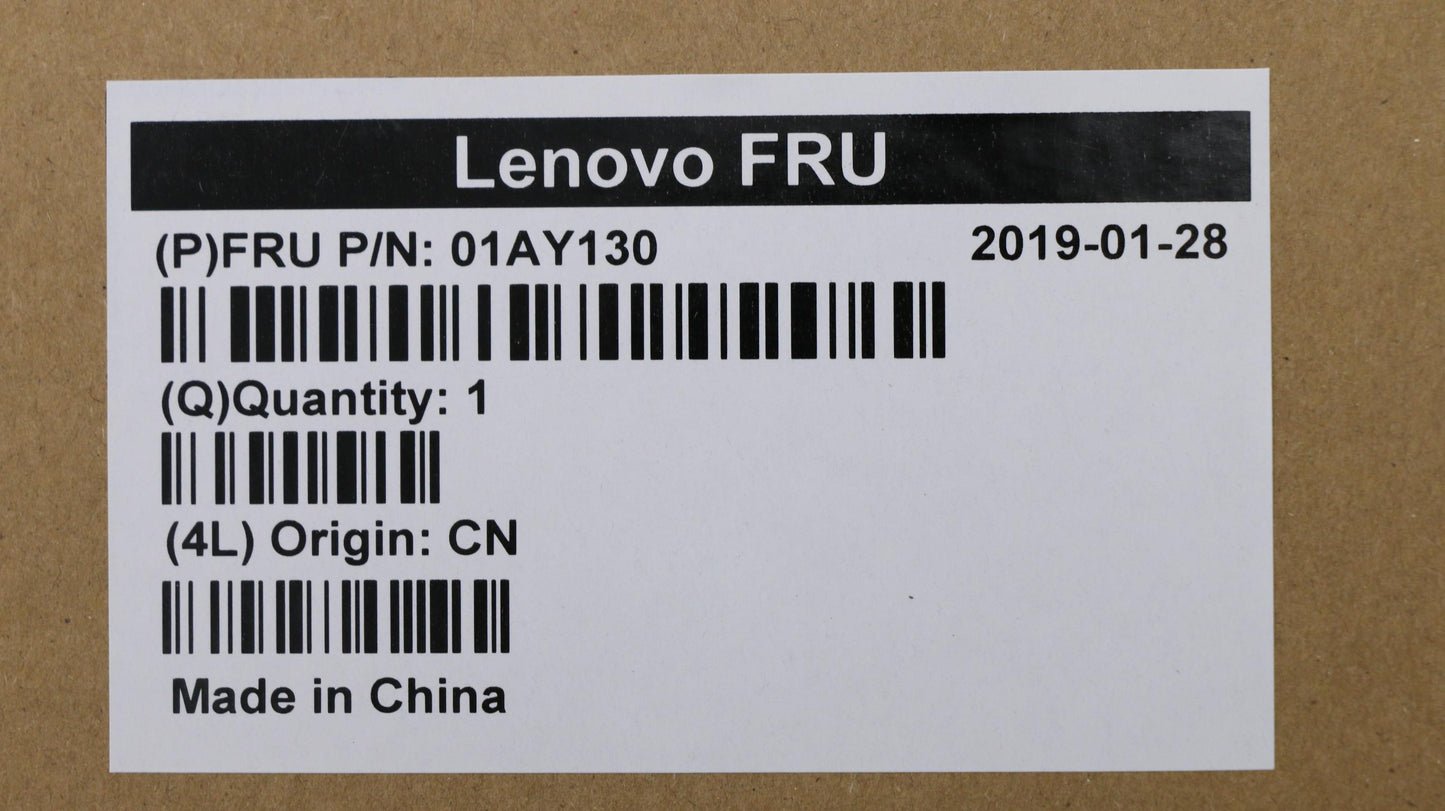 Lenovo FRU
(P)FRU P/N: 01AY130 2019-01-28
(Q)Quantity: 1
(4L) Origin: CN
Made in China